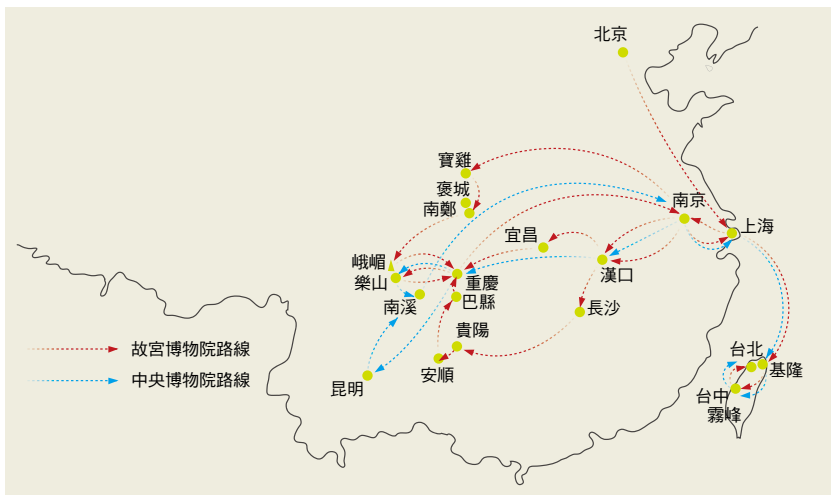 北京
寶雞
褒城
南鄭
南京
上海
宜昌
峨嵋
樂山
漢口
重慶
巴縣
南溪
長沙
貴陽
安順
昆明
故宮博物院路線
中央博物院路線
台北
基隆
台中
霧峰